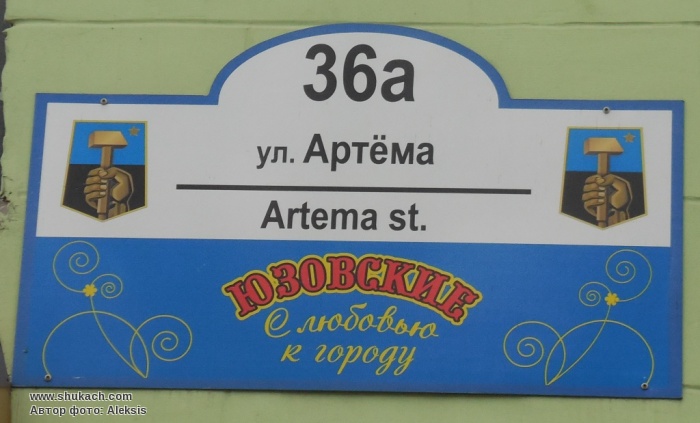 36а
ул. Артёма
Artema st.
ЮЗОВСКИЕ
С любовью
к городу
www.shukach.com
Автор фото: Aleksis